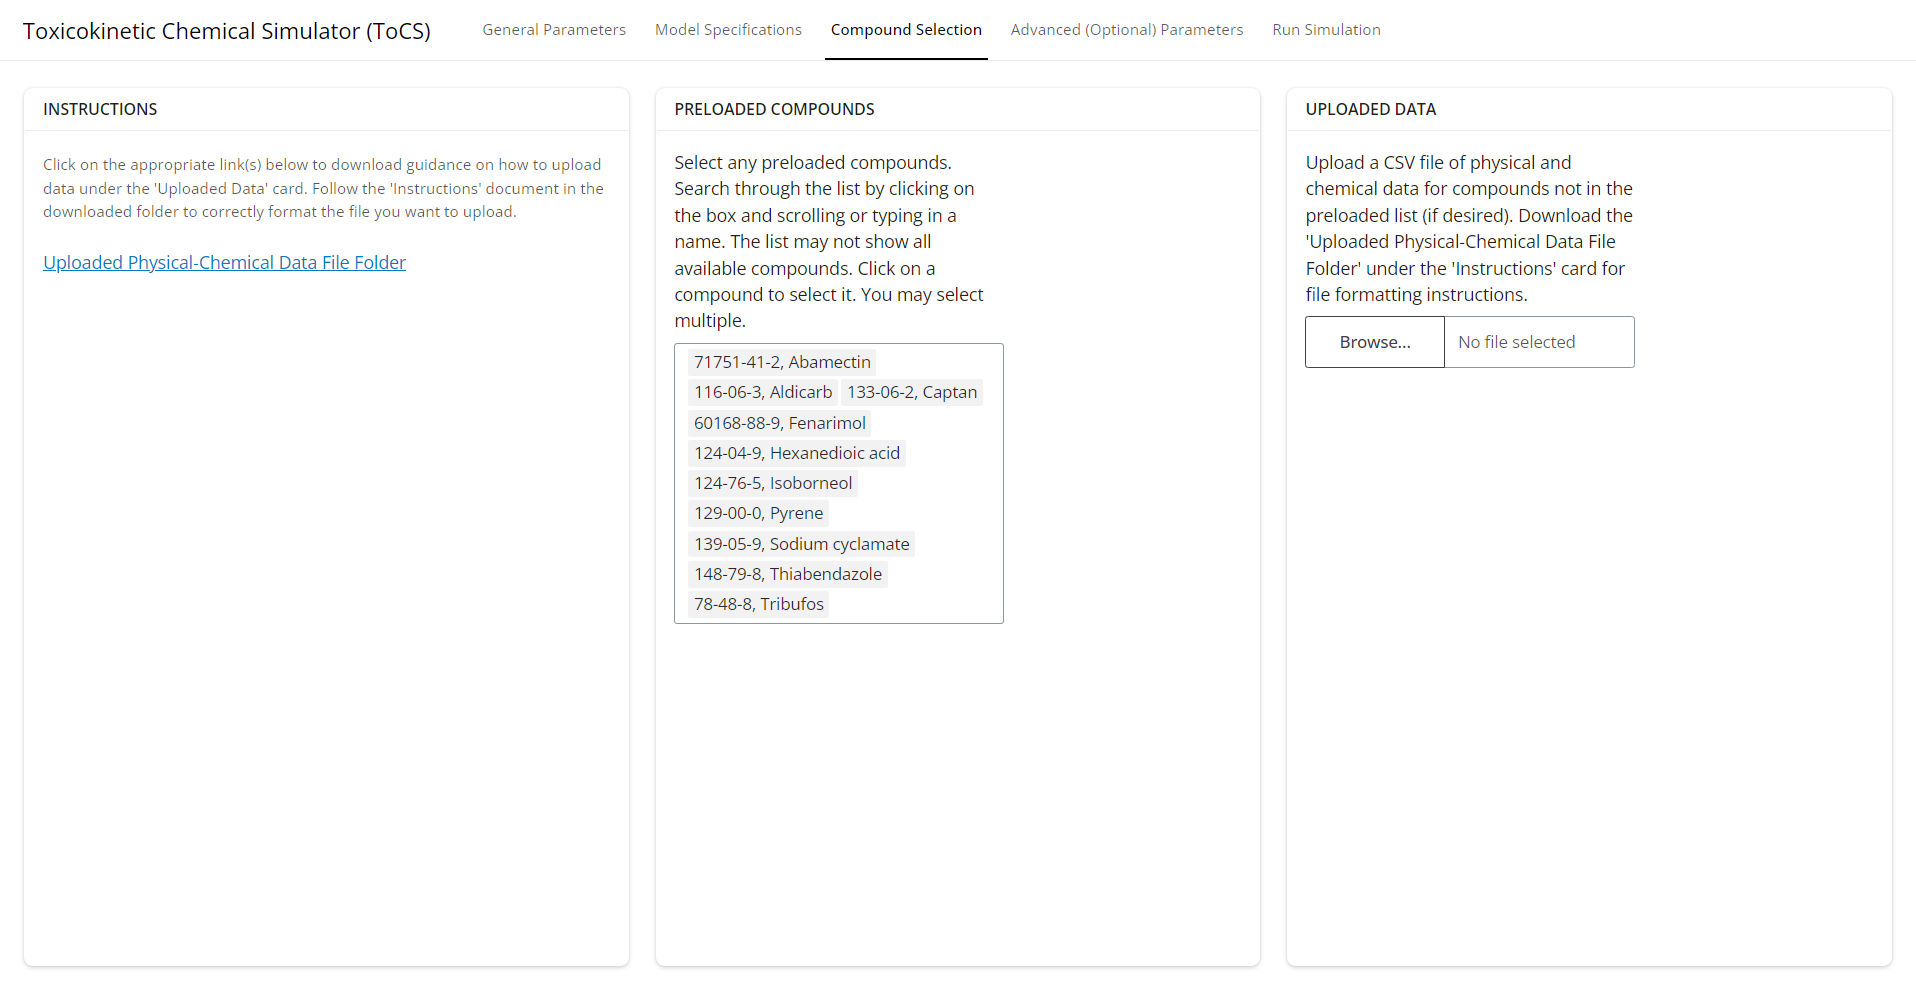 Toxicokinetic Chemical Simulator (ToCS)
General Parameters
Model Specifications
Compound Selection
Advanced (Optional) Parameters
Run Simulation
INSTRUCTIONS
Click on the appropriate link(s) below to download guidance on how to upload
data under the 'Uploaded Data' card. Follow the 'Instructions' document in the
downloaded folder to correctly format the file you want to upload.
Uploaded Physical-Chemical Data File Folder
PRELOADED COMPOUNDS
Select any preloaded compounds.
Search through the list by clicking on
the box and scrolling or typing in a
name. The list may not show all
available compounds. Click on a
compound to select it. You may select
multiple.
71751-41-2, Abamectin
116-06-3, Aldicarb 133-06-2, Captan
60168-88-9, Fenarimol
124-04-9, Hexanedioic acid
124-76-5, Isoborneol
129-00-0, Pyrene
139-05-9, Sodium cyclamate
148-79-8, Thiabendazole
78-48-8, Tribufos
UPLOADED DATA
Upload a CSV file of physical and
chemical data for compounds not in the
preloaded list (if desired). Download the
'Uploaded Physical-Chemical Data File
Folder' under the 'Instructions' card for
file formatting instructions.
Browse... No file selected